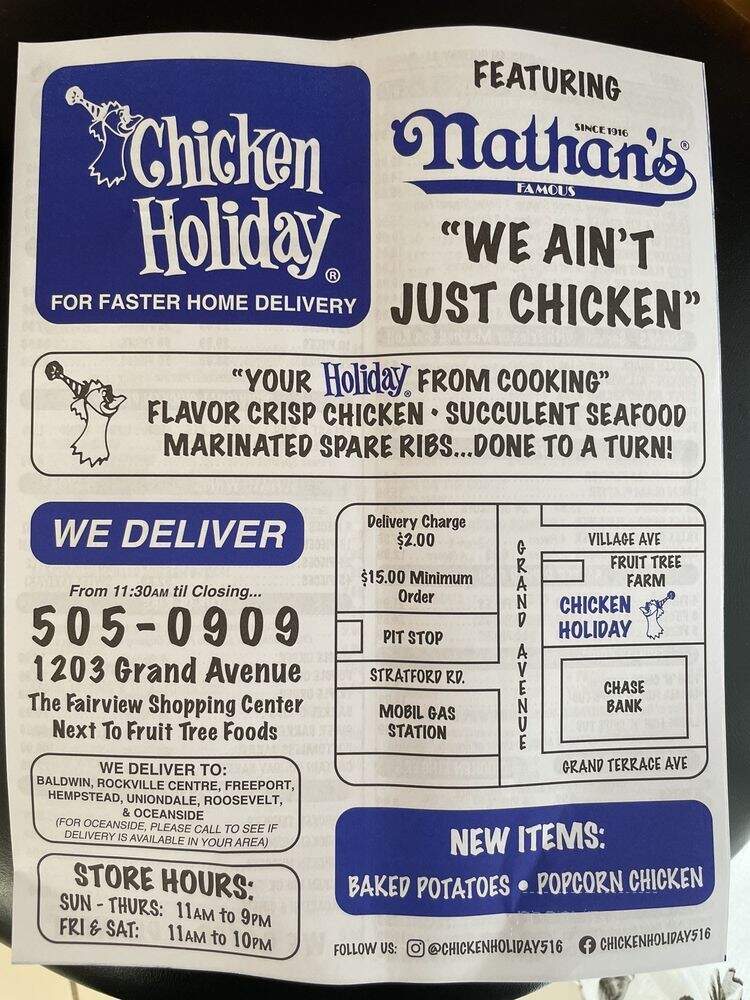 Chicken
Holiday®
FOR FASTER HOME DELIVERY
FEATURING
SINCE 1916
Nathan's®
FAMOUS
"WE AIN'T
JUST CHICKEN"
"YOUR Holiday® FROM COOKING"
FLAVOR CRISP CHICKEN • SUCCULENT SEAFOOD
MARINATED SPARE RIBS...DONE TO A TURN!
WE DELIVER
From 11:30AM til Closing...
505-0909
1203 Grand Avenue
The Fairview Shopping Center
Next To Fruit Tree Foods
WE DELIVER TO:
BALDWIN, ROCKVILLE CENTRE, FREEPORT,
HEMPSTEAD, UNIONDALE, ROOSEVELT,
& OCEANSIDE
(FOR OCEANSIDE, PLEASE CALL TO SEE IF
DELIVERY IS AVAILABLE IN YOUR AREA)
STORE HOURS:
SUN - THURS: 11AM to 9PM
FRI & SAT: 11AM to 10PM
Delivery Charge
$2.00
$15.00 Minimum
Order
PIT STOP
STRATFORD RD.
MOBIL GAS
STATION
GRAND AVENUE
VILLAGE AVE
FRUIT TREE
FARM
CHICKEN
HOLIDAY
CHASE
BANK
GRAND TERRACE AVE
NEW ITEMS:
BAKED POTATOES • POPCORN CHICKEN
FOLLOW US: @CHICKENHOLIDAY516 CHICKENHOLIDAY516